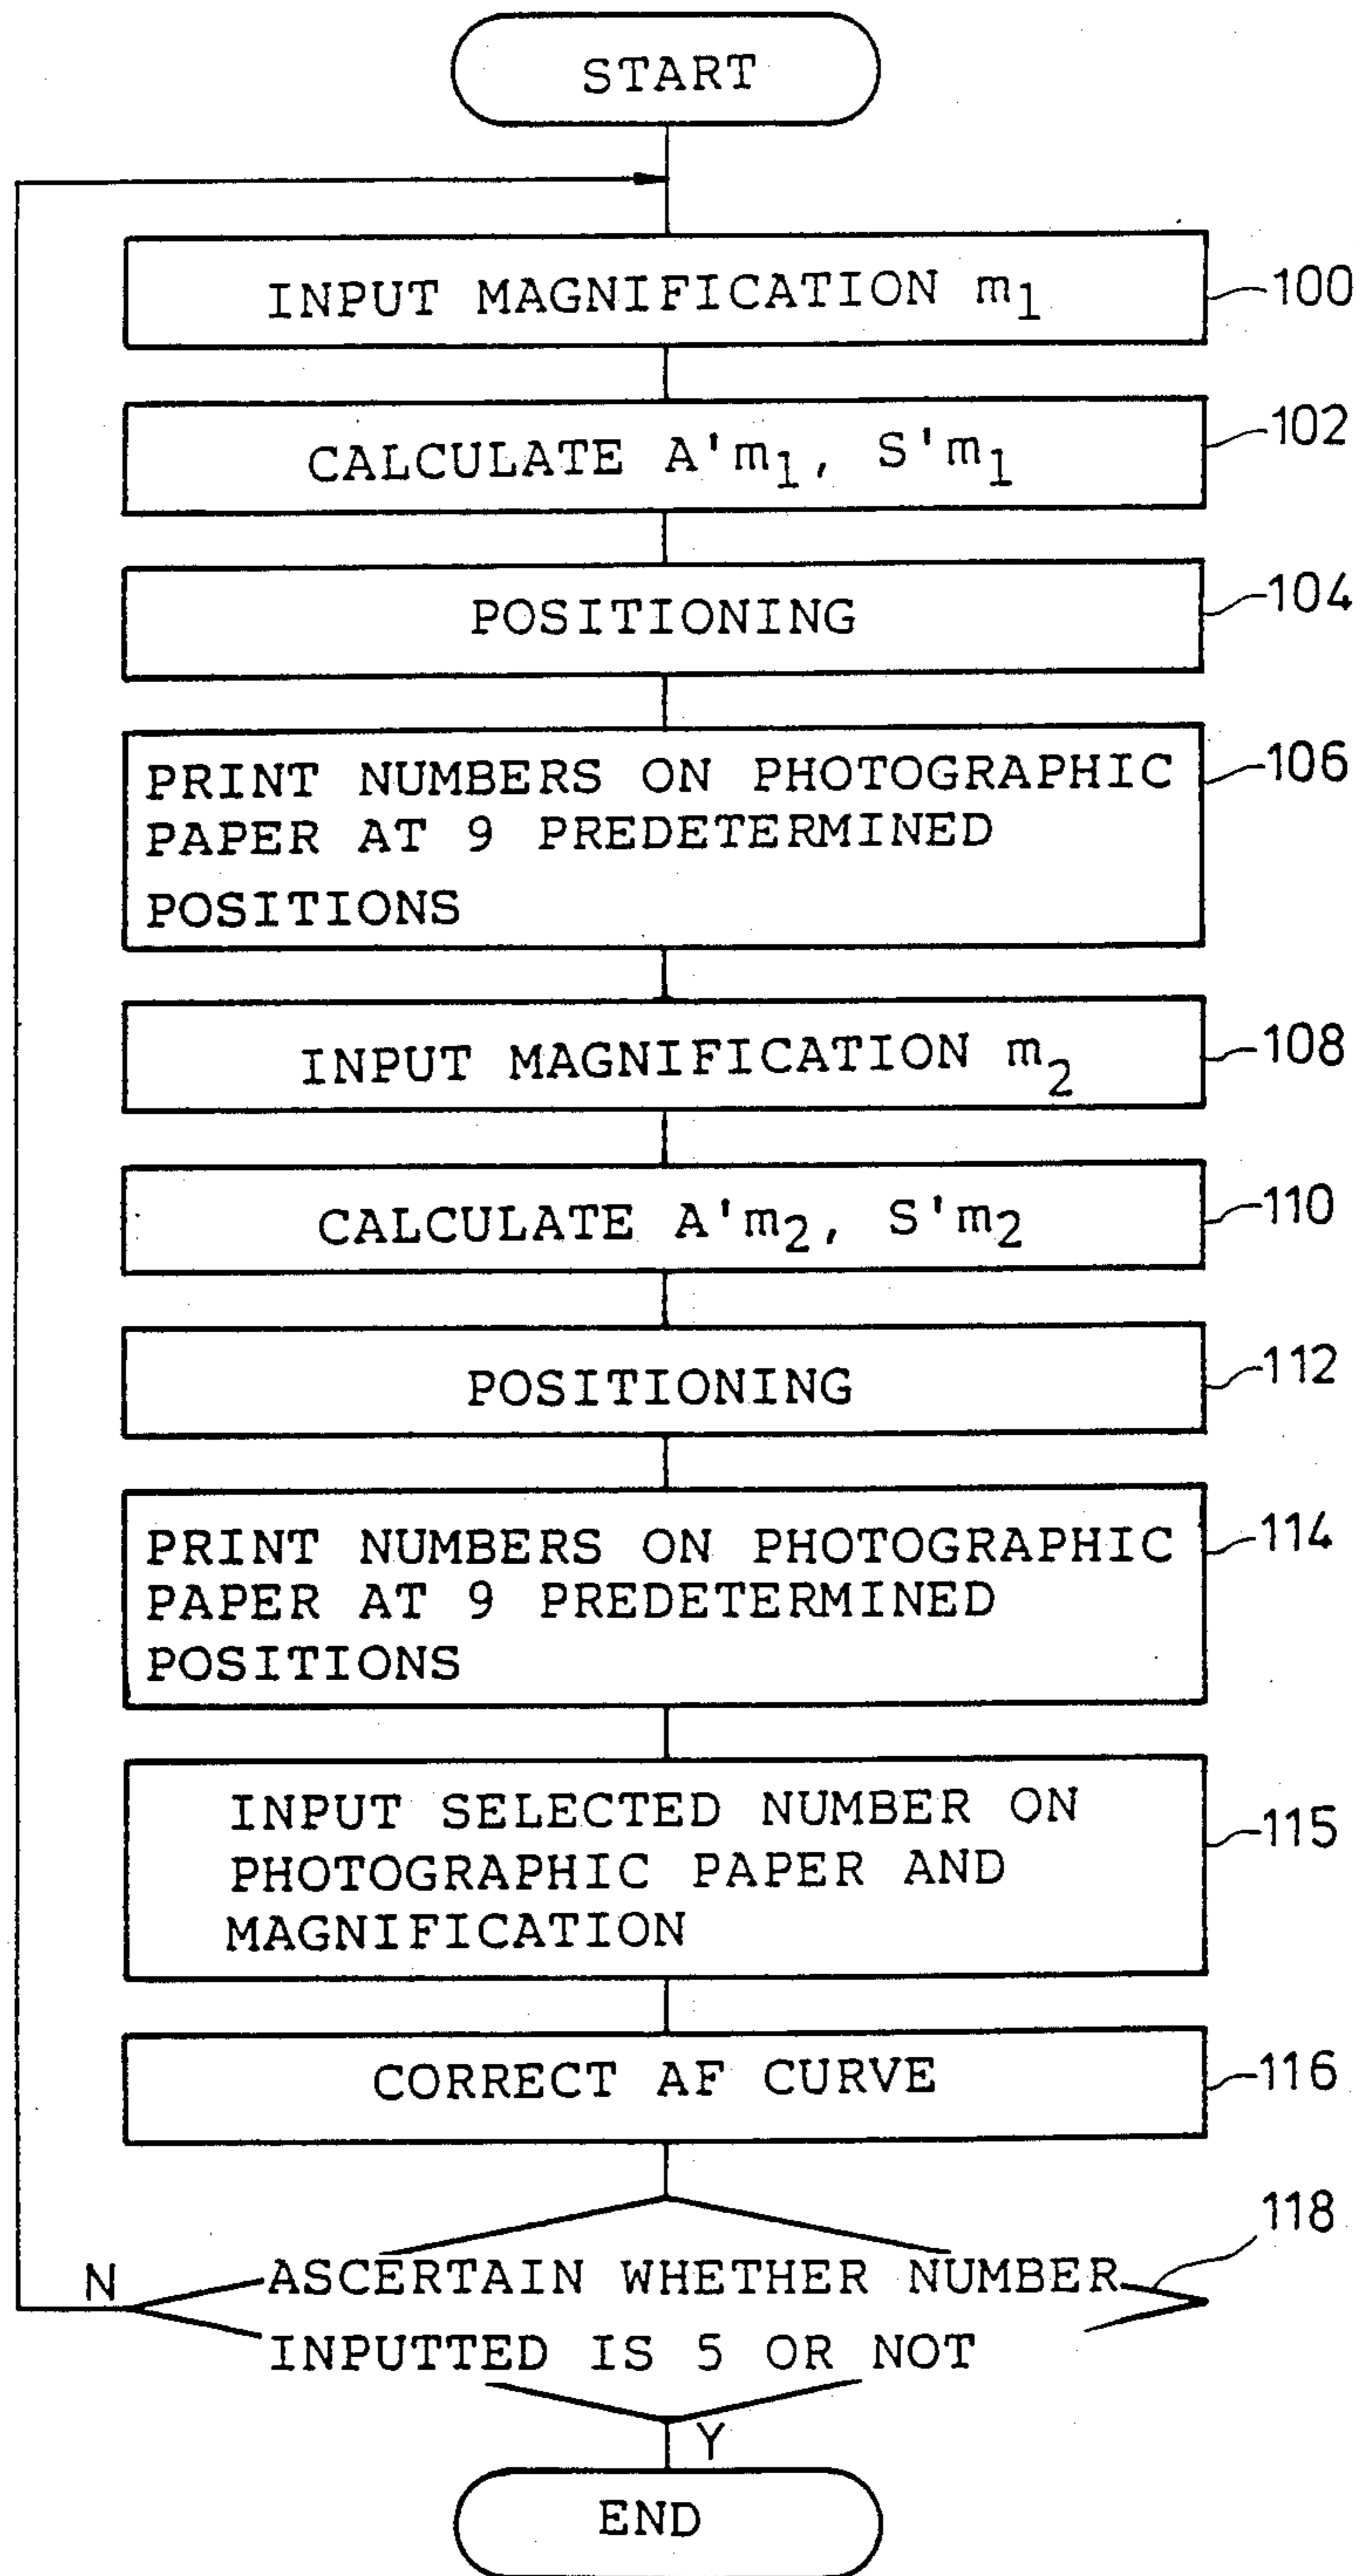 START
INPUT MAGNIFICATION m1
100
CALCULATE A'm1, S'm1
102
POSITIONING
104
PRINT NUMBERS ON PHOTOGRAPHIC
PAPER AT 9 PREDETERMINED
POSITIONS
106
INPUT MAGNIFICATION m2
108
CALCULATE A'm2, S'm2
110
POSITIONING
112
PRINT NUMBERS ON PHOTOGRAPHIC
PAPER AT 9 PREDETERMINED
POSITIONS
114
INPUT SELECTED NUMBER ON
PHOTOGRAPHIC PAPER AND
MAGNIFICATION
115
CORRECT AF CURVE
116
118
N
ASCERTAIN WHETHER NUMBER
INPUTTED IS 5 OR NOT
Y
END